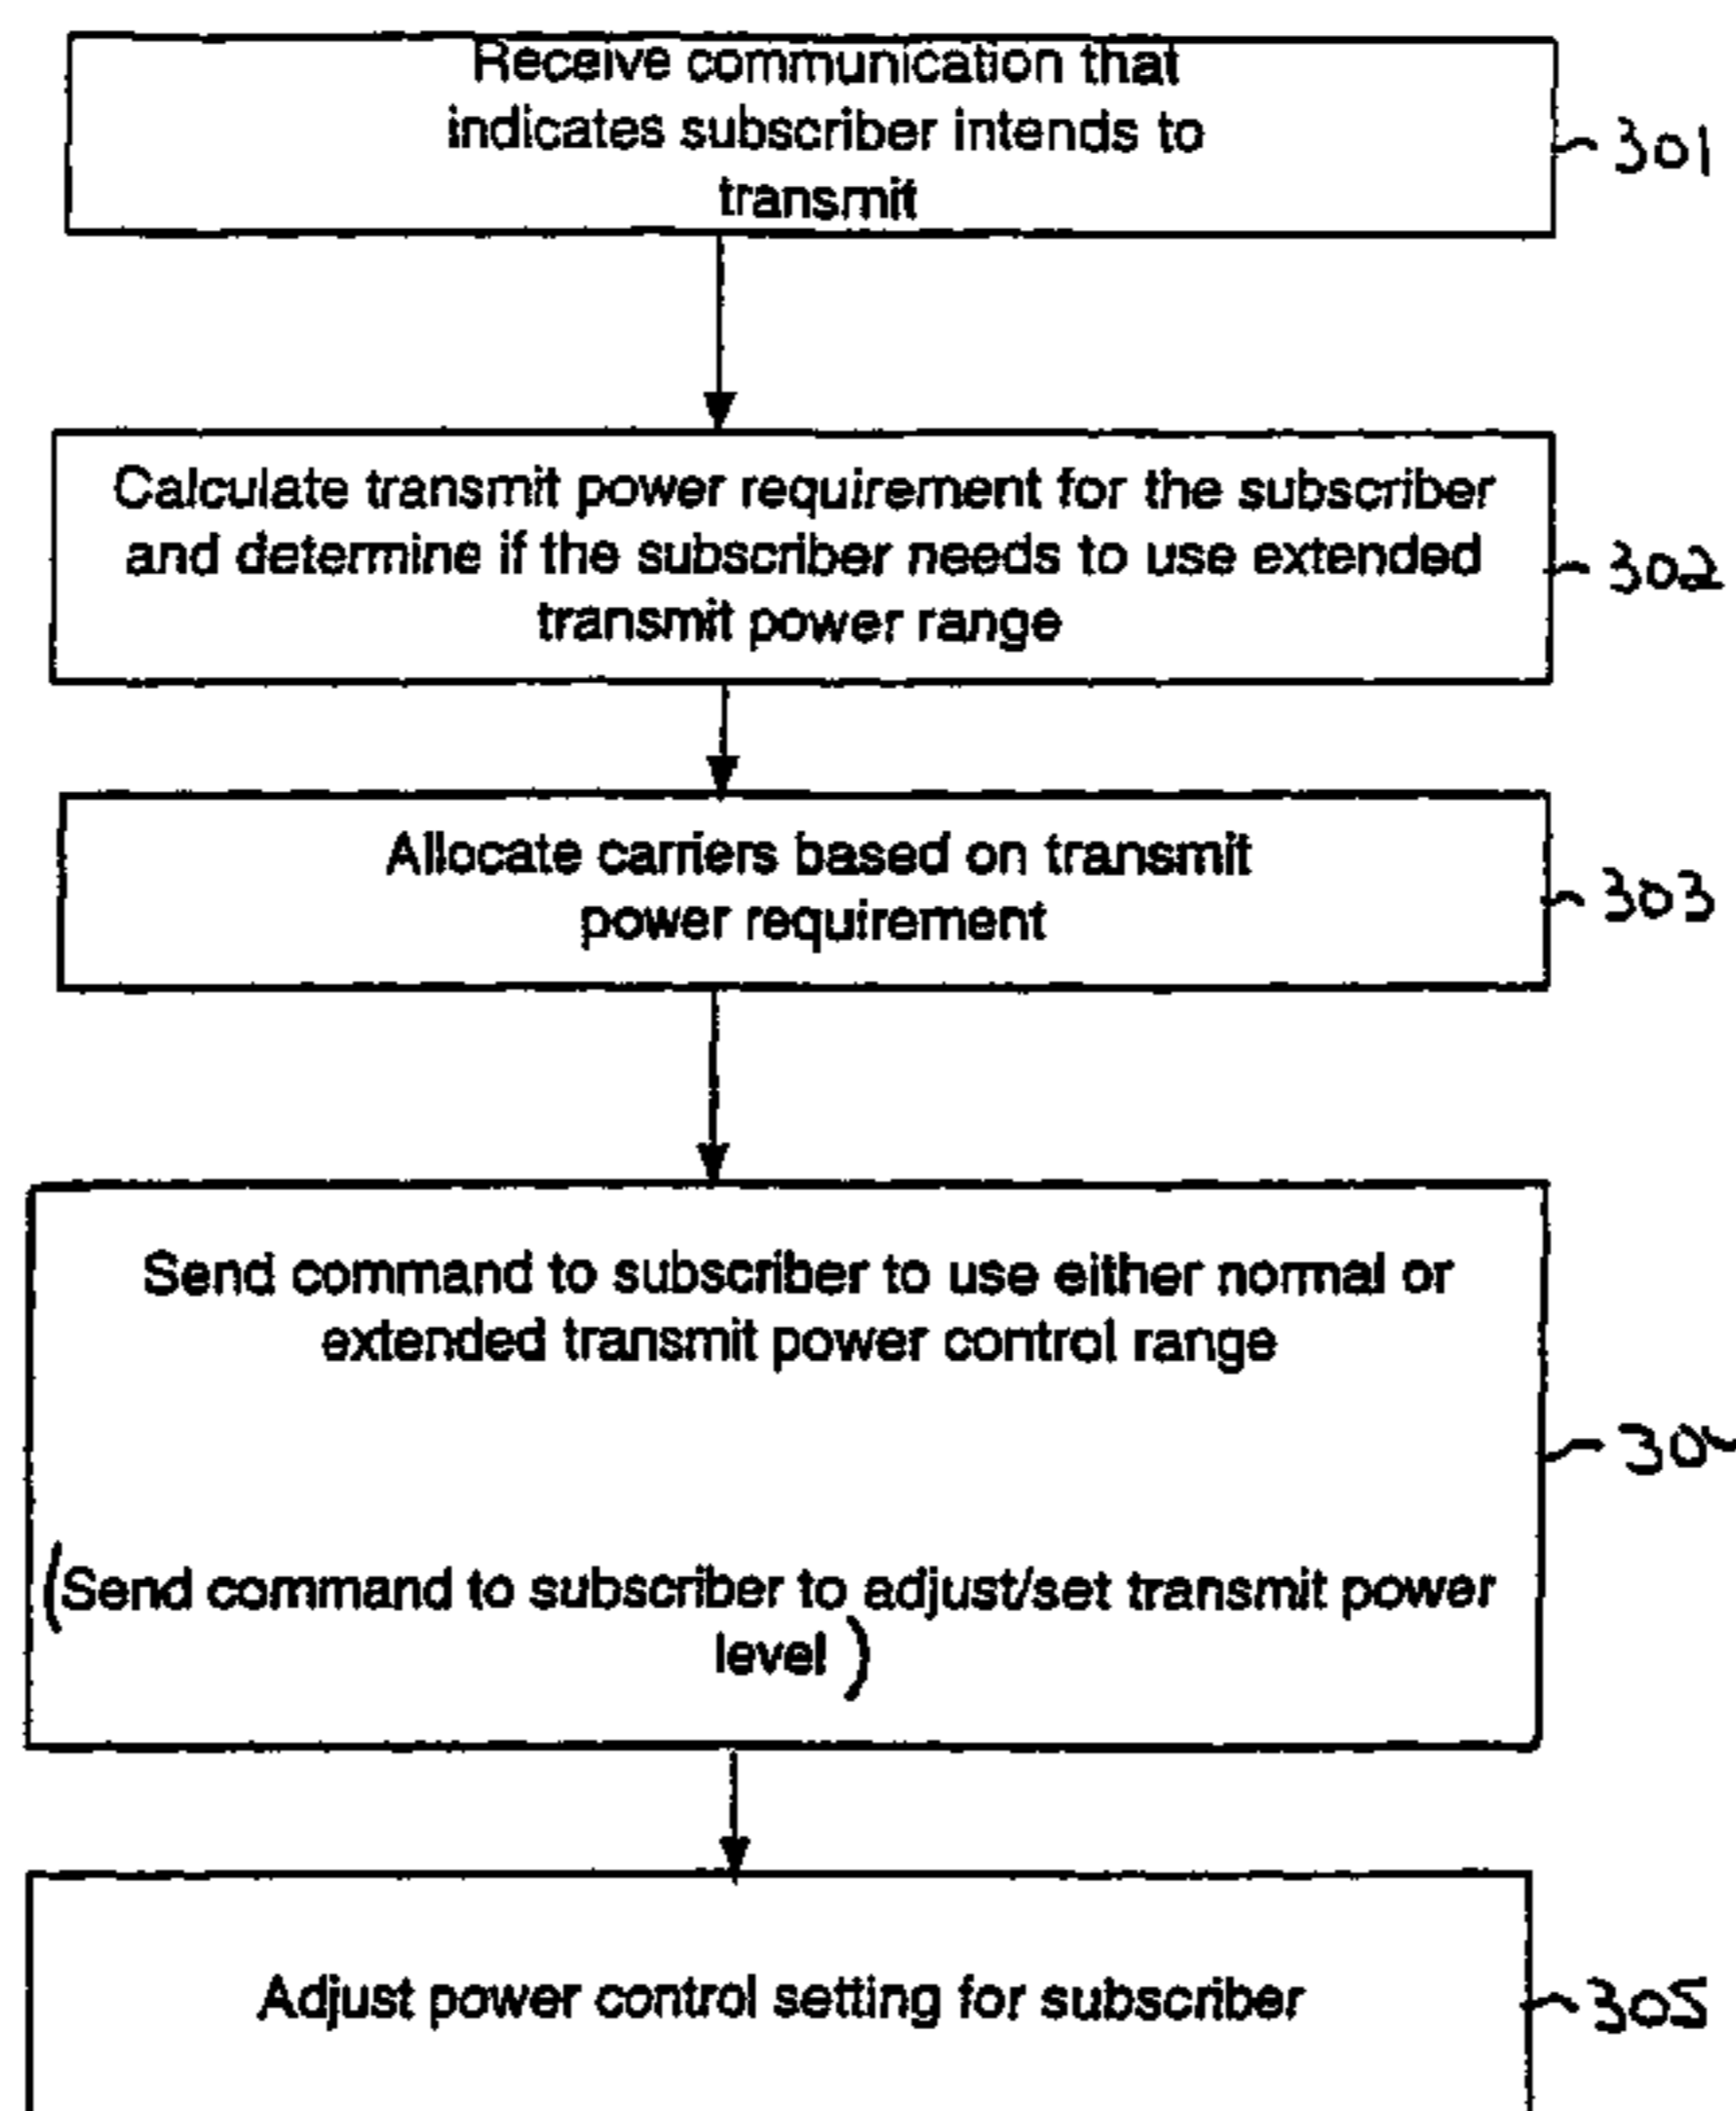 Receive communication that
indicates subscriber intends to
transmit
301
Calculate transmit power requirement for the subscriber
and determine if the subscriber needs to use extended
transmit power range
302
Allocate carriers based on transmit
power requirement
303
Send command to subscriber to use either normal or
extended transmit power control range
(Send command to subscriber to adjust/set transmit power
level)
Adjust power control setting for subscriber
305